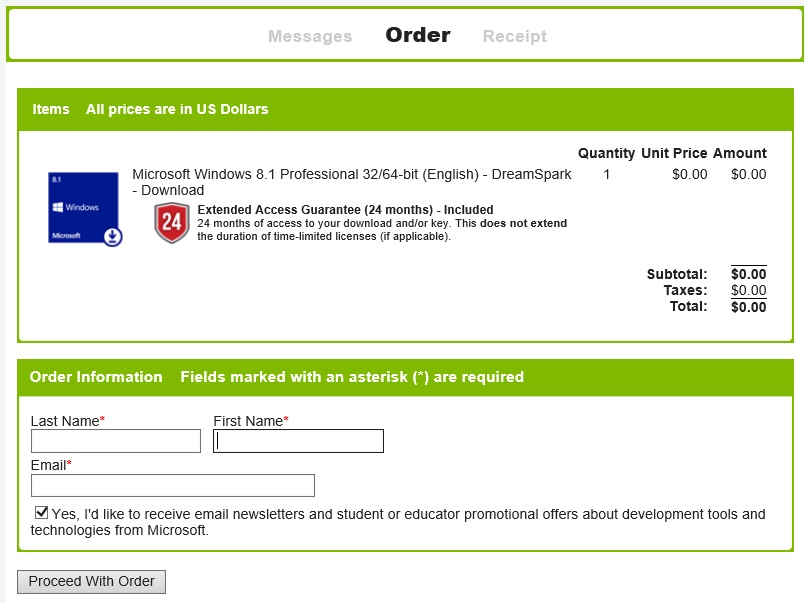 Messages Order Receipt
Items All prices are in US Dollars
Quantity Unit Price Amount
8.1
Windows
Microsoft
Microsoft Windows 8.1 Professional 32/64-bit (English) - DreamSpark 1 $0.00 $0.00
- Download
24
Extended Access Guarantee (24 months) - Included
24 months of access to your download and/or key. This does not extend
the duration of time-limited licenses (if applicable).
Subtotal: $0.00
Taxes: $0.00
Total: $0.00
Order Information Fields marked with an asterisk (*) are required
Last Name* First Name*
Email*
Yes, I'd like to receive email newsletters and student or educator promotional offers about development tools and
technologies from Microsoft.
Proceed With Order